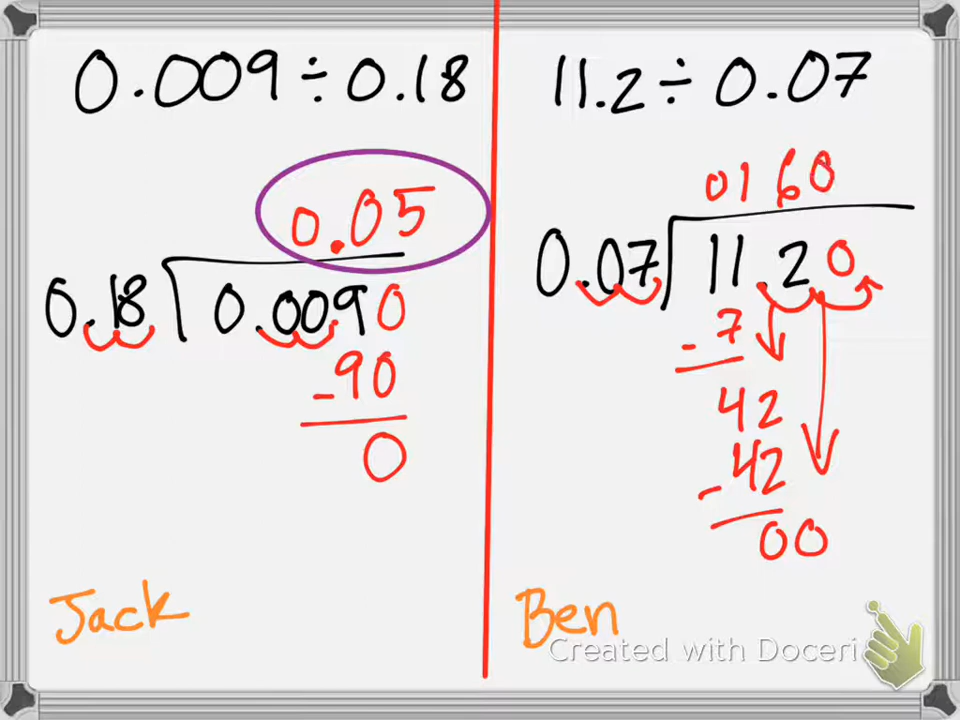 0.009 ÷ 0.18
0.05
0.18 0.0090
-90
0
Jack
11.2 ÷ 0.07
0160
0.07 11.20
-7
42
-42
00
Ben
Created with Doceri